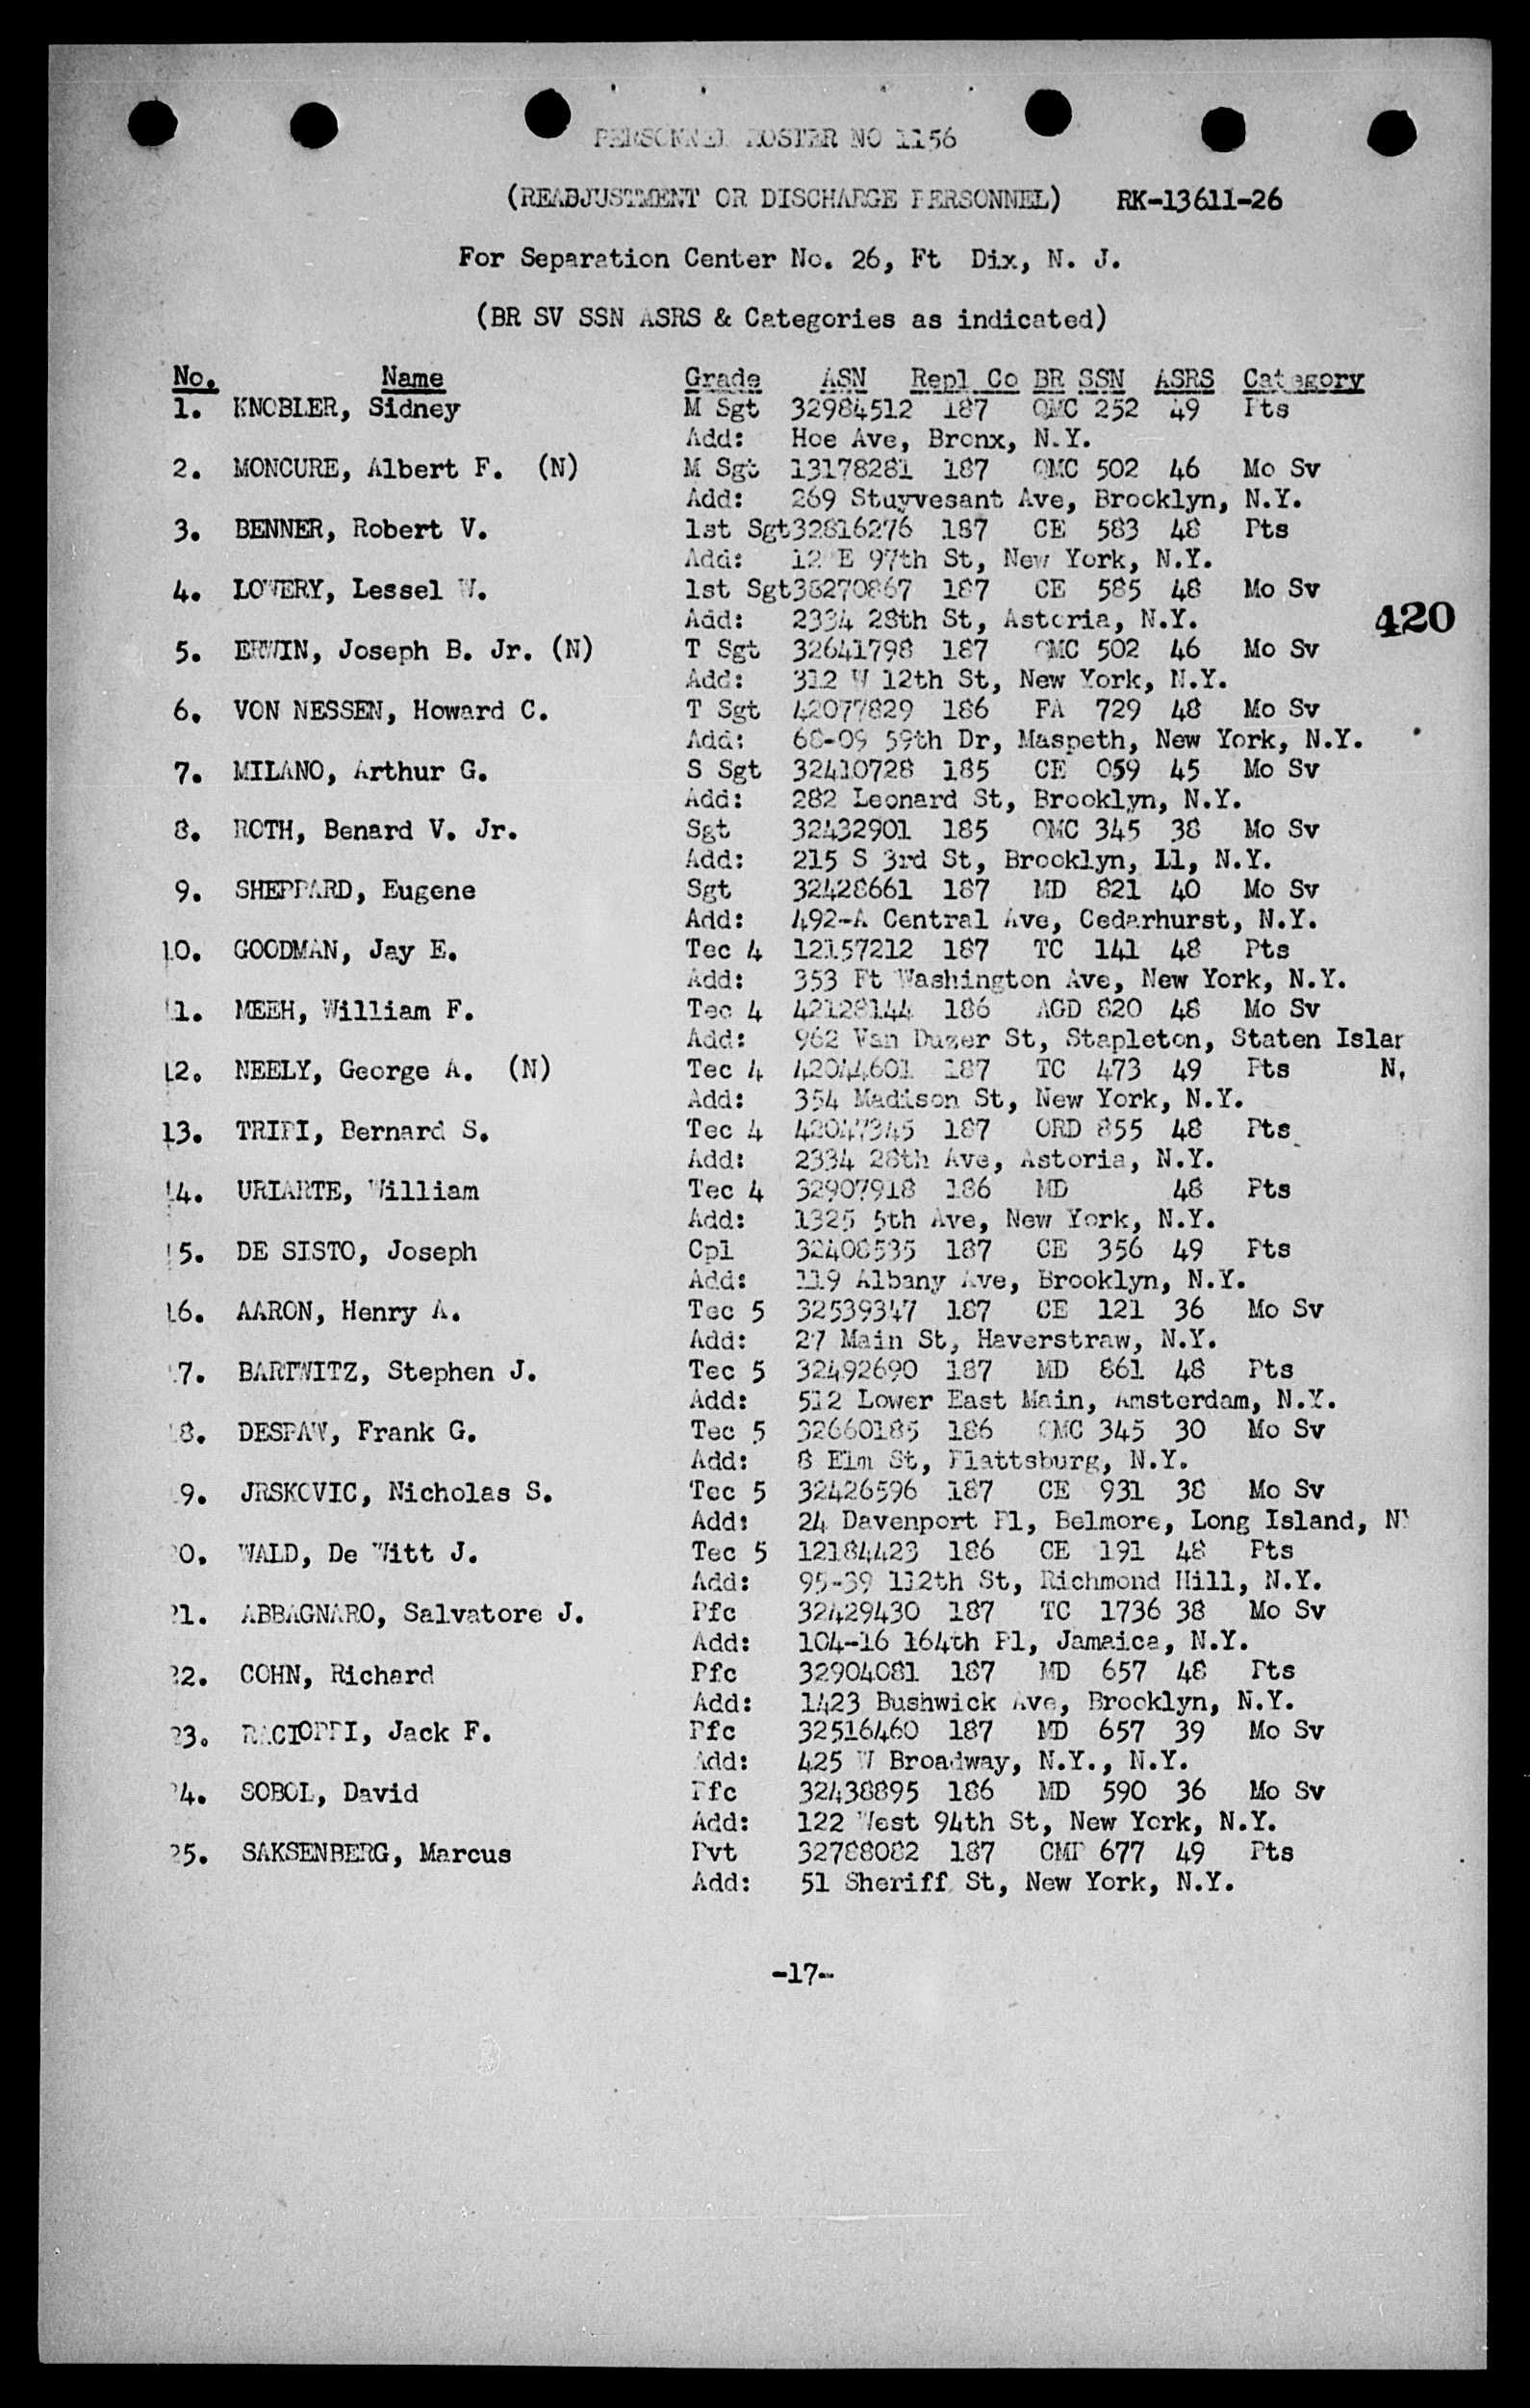 PERSONNEL ROSTER NO 1156
(READJUSTMENT OR DISCHARGE PERSONNEL) RK-13611-26
For Separation Center No. 26, Ft Dix, N. J.
(BR SV SSN ASRS & Categories as indicated)
No. Name Grade ASN Repl Co BR SSN ASRS Category
1. KNOBLER, Sidney M Sgt 32984512 187 QMC 252 49 Pts
Add: Hoe Ave, Bronx, N.Y.
2. MONCURE, Albert F. (N) M Sgt 13178281 187 QMC 502 46 Mo Sv
Add: 269 Stuyvesant Ave, Brooklyn, N.Y.
3. BENNER, Robert V. 1st Sgt32816276 187 CE 583 48 Pts
Add: 12 E 97th St, New York, N.Y.
4. LOWERY, Lessel W. 1st Sgt38270867 187 CE 585 48 Mo Sv
Add: 2334 28th St, Astoria, N.Y.
420
5. ERWIN, Joseph B. Jr. (N) T Sgt 32641798 187 QMC 502 46 Mo Sv
Add: 312 W 12th St, New York, N.Y.
6. VON NESSEN, Howard C. T Sgt 42077829 186 FA 729 48 Mo Sv
Add: 68-09 59th Dr, Maspeth, New York, N.Y.
7. MILANO, Arthur G. S Sgt 32410728 185 CE 059 45 Mo Sv
Add: 282 Leonard St, Brooklyn, N.Y.
8. ROTH, Benard V. Jr. Sgt 32432901 185 QMC 345 38 Mo Sv
Add: 215 S 3rd St, Brooklyn, 11, N.Y.
9. SHEPPARD, Eugene Sgt 32428661 187 MD 821 40 Mo Sv
Add: 492-A Central Ave, Cedarhurst, N.Y.
10. GOODMAN, Jay E. Tec 4 12157212 187 TC 141 48 Pts
Add: 353 Ft Washington Ave, New York, N.Y.
11. MEEH, William F. Tec 4 42128144 186 AGD 820 48 Mo Sv
Add: 962 Van Duzer St, Stapleton, Staten Islar
12. NEELY, George A. (N) Tec 4 42044601 187 TC 473 49 Pts N.
Add: 354 Madison St, New York, N.Y.
13. TRIPI, Bernard S. Tec 4 42047345 187 ORD 855 48 Pts
Add: 2334 28th Ave, Astoria, N.Y.
14. URIARTE, William Tec 4 32907918 186 MD 48 Pts
Add: 1325 5th Ave, New York, N.Y.
15. DE SISTO, Joseph Cpl 32408535 187 CE 356 49 Pts
Add: 119 Albany Ave, Brooklyn, N.Y.
16. AARON, Henry A. Tec 5 32539347 187 CE 121 36 Mo Sv
Add: 27 Main St, Haverstraw, N.Y.
17. BARTWITZ, Stephen J. Tec 5 32492690 187 MD 861 48 Pts
Add: 512 Lower East Main, Amsterdam, N.Y.
18. DESPAW, Frank G. Tec 5 32660185 186 QMC 345 30 Mo Sv
Add: 8 Elm St, Plattsburg, N.Y.
19. JRSKOVIC, Nicholas S. Tec 5 32426596 187 CE 931 38 Mo Sv
Add: 24 Davenport Pl, Belmore, Long Island, NY
20. WALD, De Witt J. Tec 5 12184423 186 CE 191 48 Pts
Add: 95-39 112th St, Richmond Hill, N.Y.
21. ABBAGNARO, Salvatore J. Pfc 32429430 187 TC 1736 38 Mo Sv
Add: 104-16 164th Pl, Jamaica, N.Y.
22. COHN, Richard Pfc 32904081 187 MD 657 48 Pts
Add: 1423 Bushwick Ave, Brooklyn, N.Y.
23. RACIOPPI, Jack F. Pfc 32516460 187 MD 657 39 Mo Sv
Add: 425 W Broadway, N.Y., N.Y.
24. SOBOL, David Pfc 32438895 186 MD 590 36 Mo Sv
Add: 122 West 94th St, New York, N.Y.
25. SAKSENBERG, Marcus Pvt 32788082 187 CMP 677 49 Pts
Add: 51 Sheriff St, New York, N.Y.
-17-